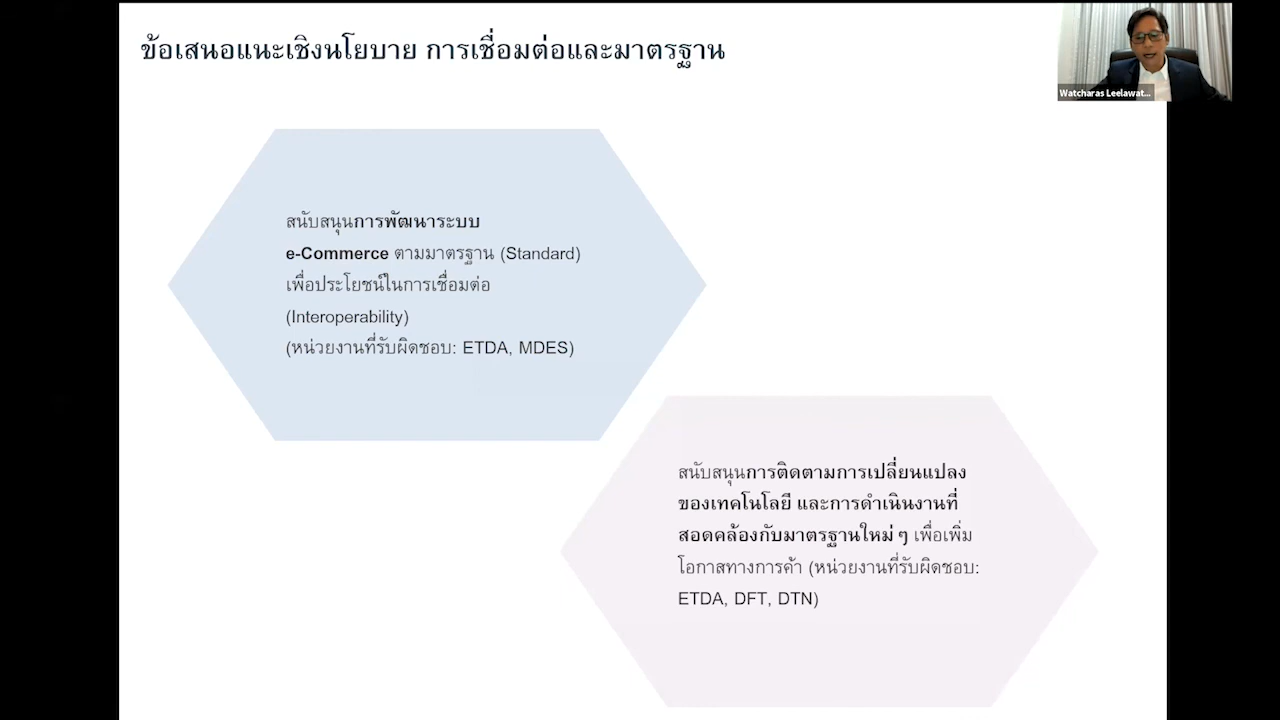 ข้อเสนอแนะเชิงนโยบาย การเชื่อมต่อและมาตรฐาน
Watcharas Leelawat...
สนับสนุนการพัฒนาระบบ
e-Commerce ตามมาตรฐาน (Standard)
เพื่อประโยชน์ในการเชื่อมต่อ
(Interoperability)
(หน่วยงานที่รับผิดชอบ: ETDA, MDES)
สนับสนุนการติดตามการเปลี่ยนแปลง
ของเทคโนโลยี และการดำเนินงานที่
สอดคล้องกับมาตรฐานใหม่ ๆ เพื่อเพิ่ม
โอกาสทางการค้า (หน่วยงานที่รับผิดชอบ:
ETDA, DFT, DTN)